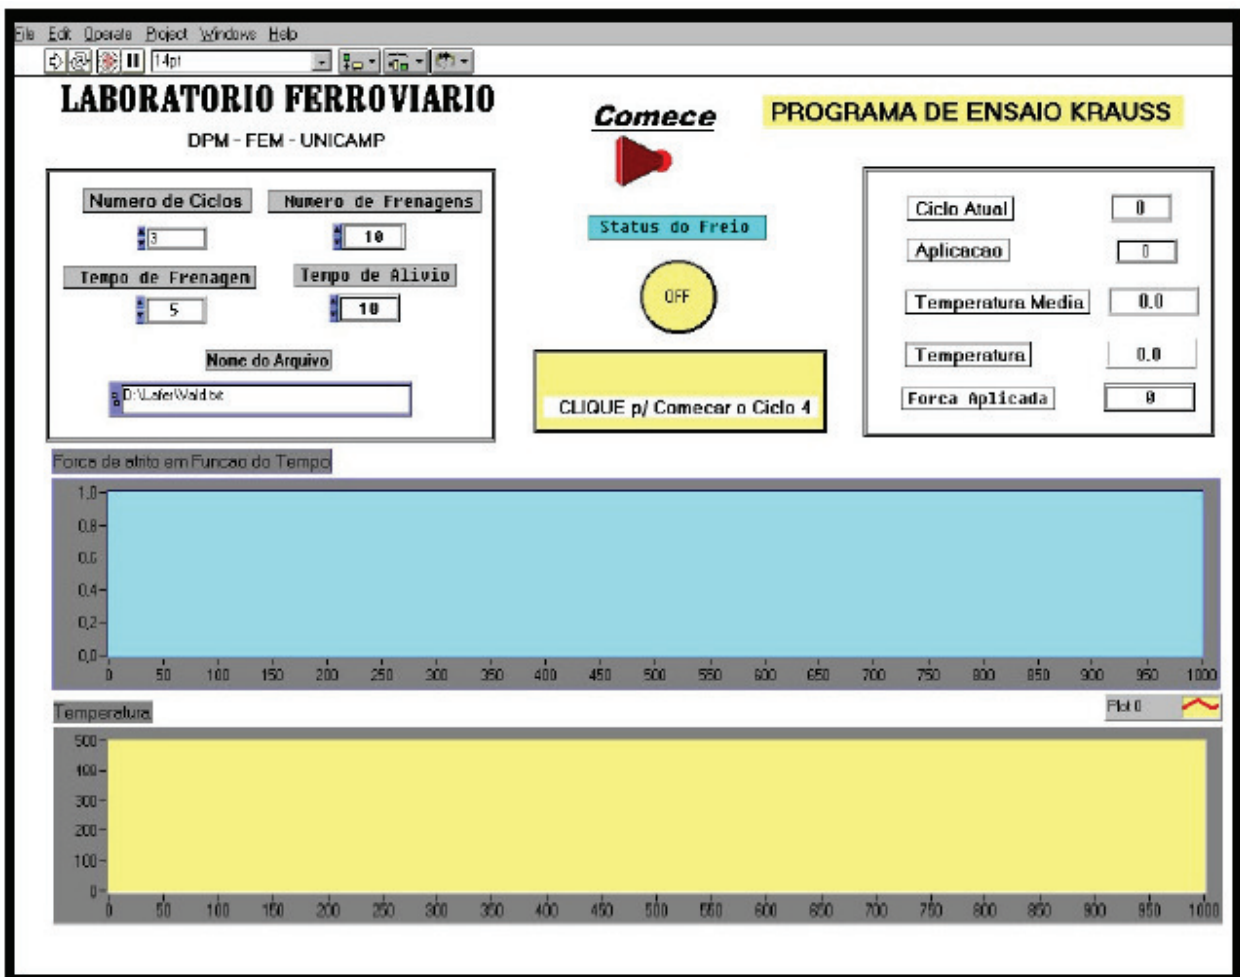 File Edit Operate Project Windows Help
14pt
LABORATORIO FERROVIARIO
DPM - FEM - UNICAMP
Comece
PROGRAMA DE ENSAIO KRAUSS
Numero de Ciclos
Numero de Frenagens
3
10
Tempo de Frenagem
Tempo de Alivio
5
10
Nome do Arquivo
Status do Freio
OFF
CLIQUE p/ Comecar o Ciclo 4
Ciclo Atual
0
Aplicacao
0
Temperatura Media
0.0
Temperatura
0.0
Forca Aplicada
0
Forca de atrito em Funcao do Tempo
1,0
0,8
0,6
0,4
0,2
0,0
0 50 100 150 200 250 300 350 400 450 500 550 600 650 700 750 800 850 900 950 1000
Temperatura
Plot 0
500
400
300
200
100
0
0 50 100 150 200 250 300 350 400 450 500 550 600 650 700 750 800 850 900 950 1000